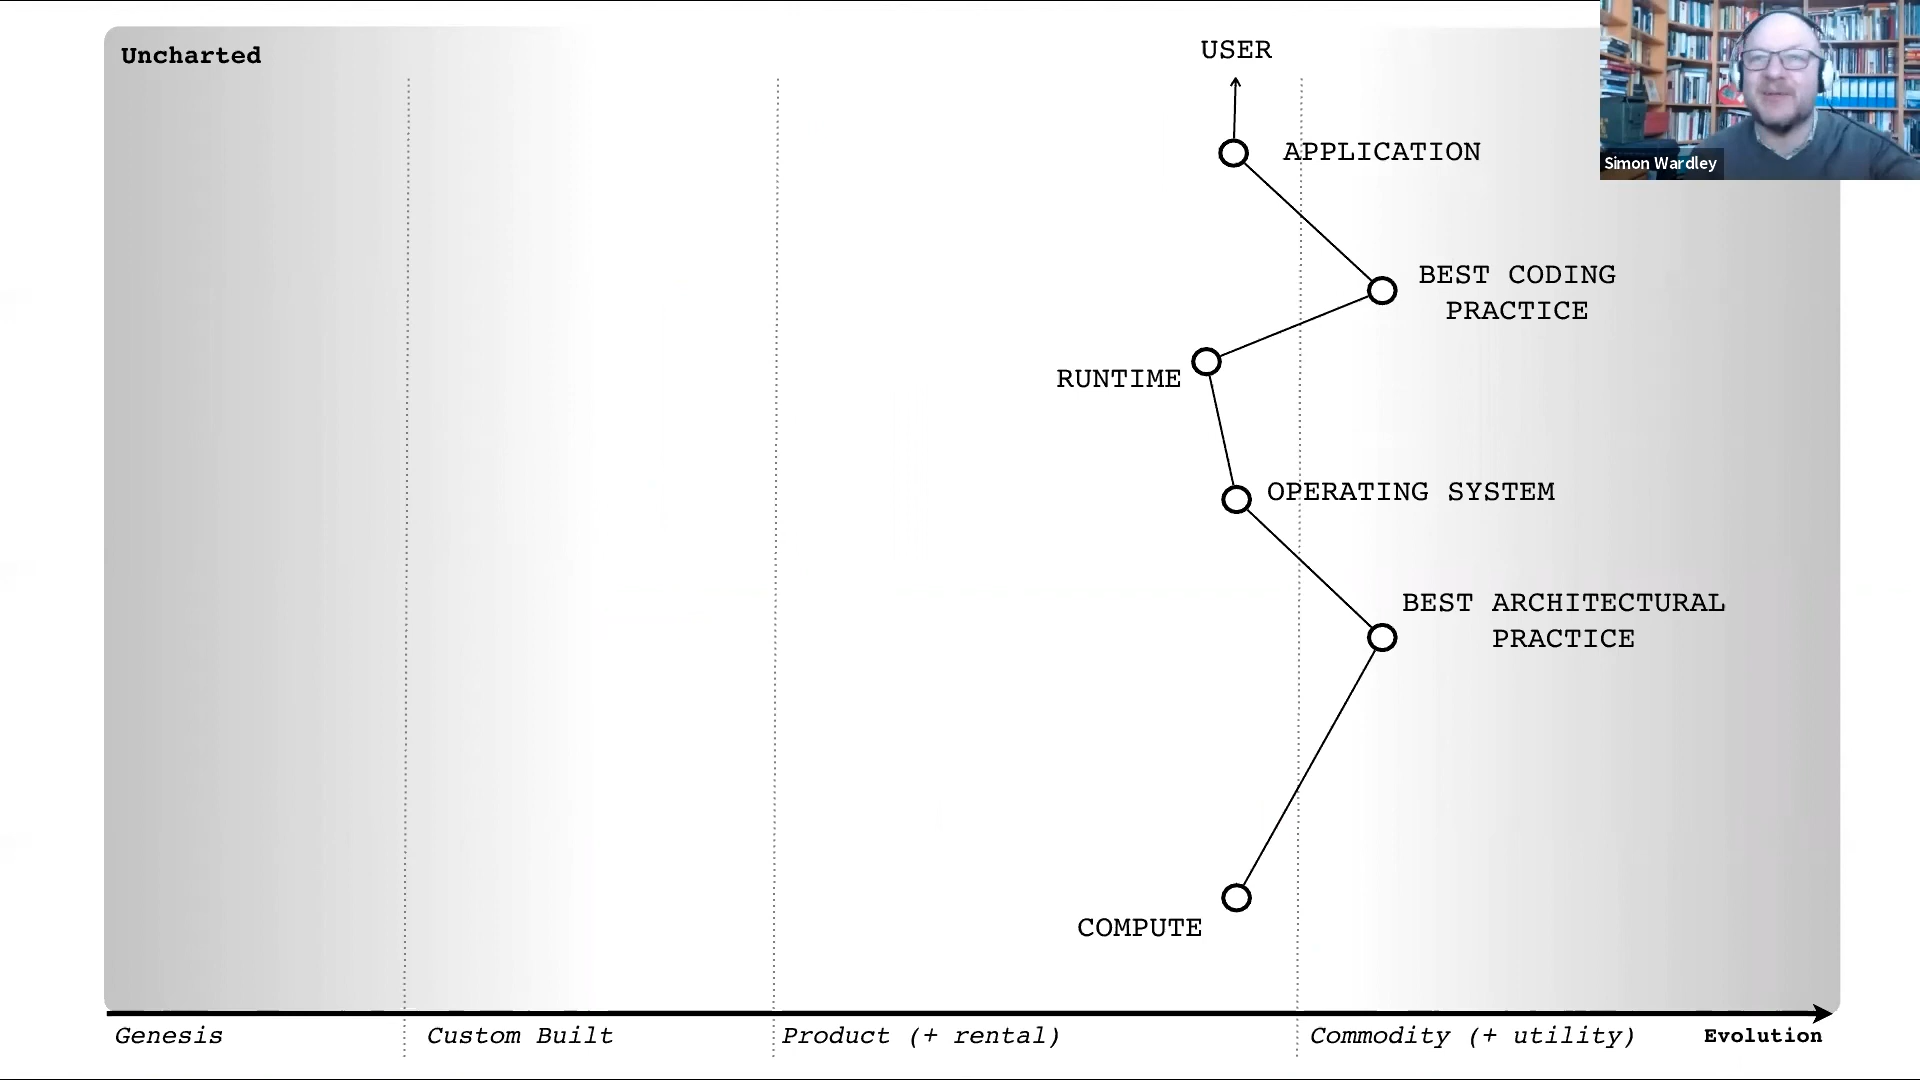 Uncharted
USER
APPLICATION
Simon Wardley
BEST CODING
PRACTICE
RUNTIME
OPERATING SYSTEM
BEST ARCHITECTURAL
PRACTICE
COMPUTE
Genesis
Custom Built
Product (+ rental)
Commodity (+ utility)
Evolution